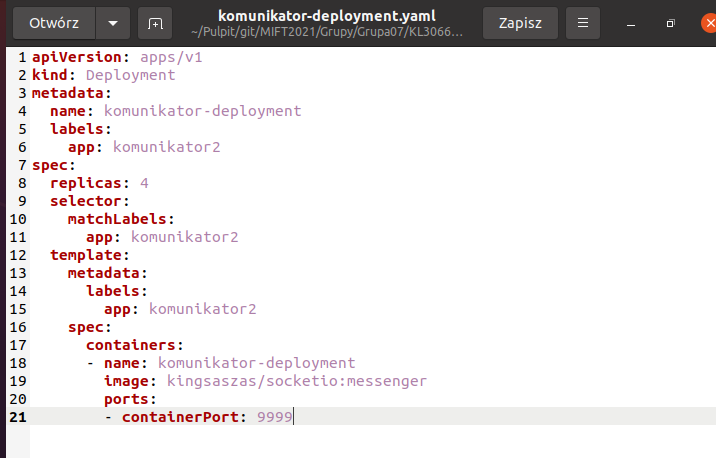 Otwórz
komunikator-deployment.yaml
~/Pulpit/git/MIFT2021/Grupy/Grupa07/KL3066...
Zapisz
1 apiVersion: apps/v1
2 kind: Deployment
3 metadata:
4   name: komunikator-deployment
5   labels:
6     app: komunikator2
7 spec:
8   replicas: 4
9   selector:
10     matchLabels:
11       app: komunikator2
12   template:
13     metadata:
14       labels:
15         app: komunikator2
16     spec:
17       containers:
18       - name: komunikator-deployment
19         image: kingsaszas/socketio:messenger
20         ports:
21         - containerPort: 9999